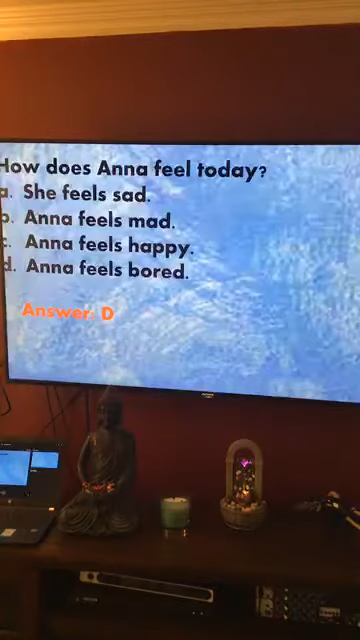 How does Anna feel today?
a. She feels sad.
b. Anna feels mad.
c. Anna feels happy.
d. Anna feels bored.
Answer: D